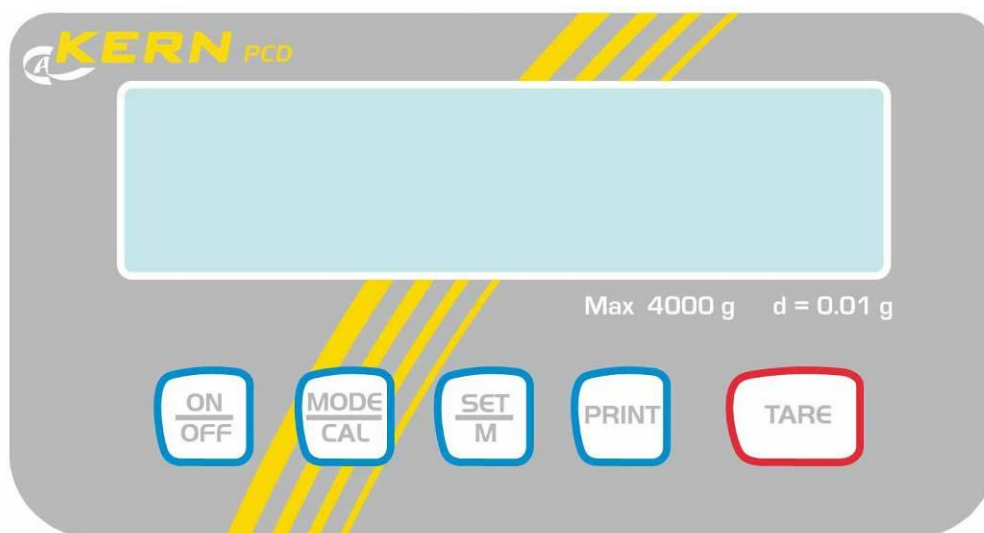 KERN PCD
Max 4000 g d = 0.01 g
ON
OFF
MODE
CAL
SET
M
PRINT
TARE